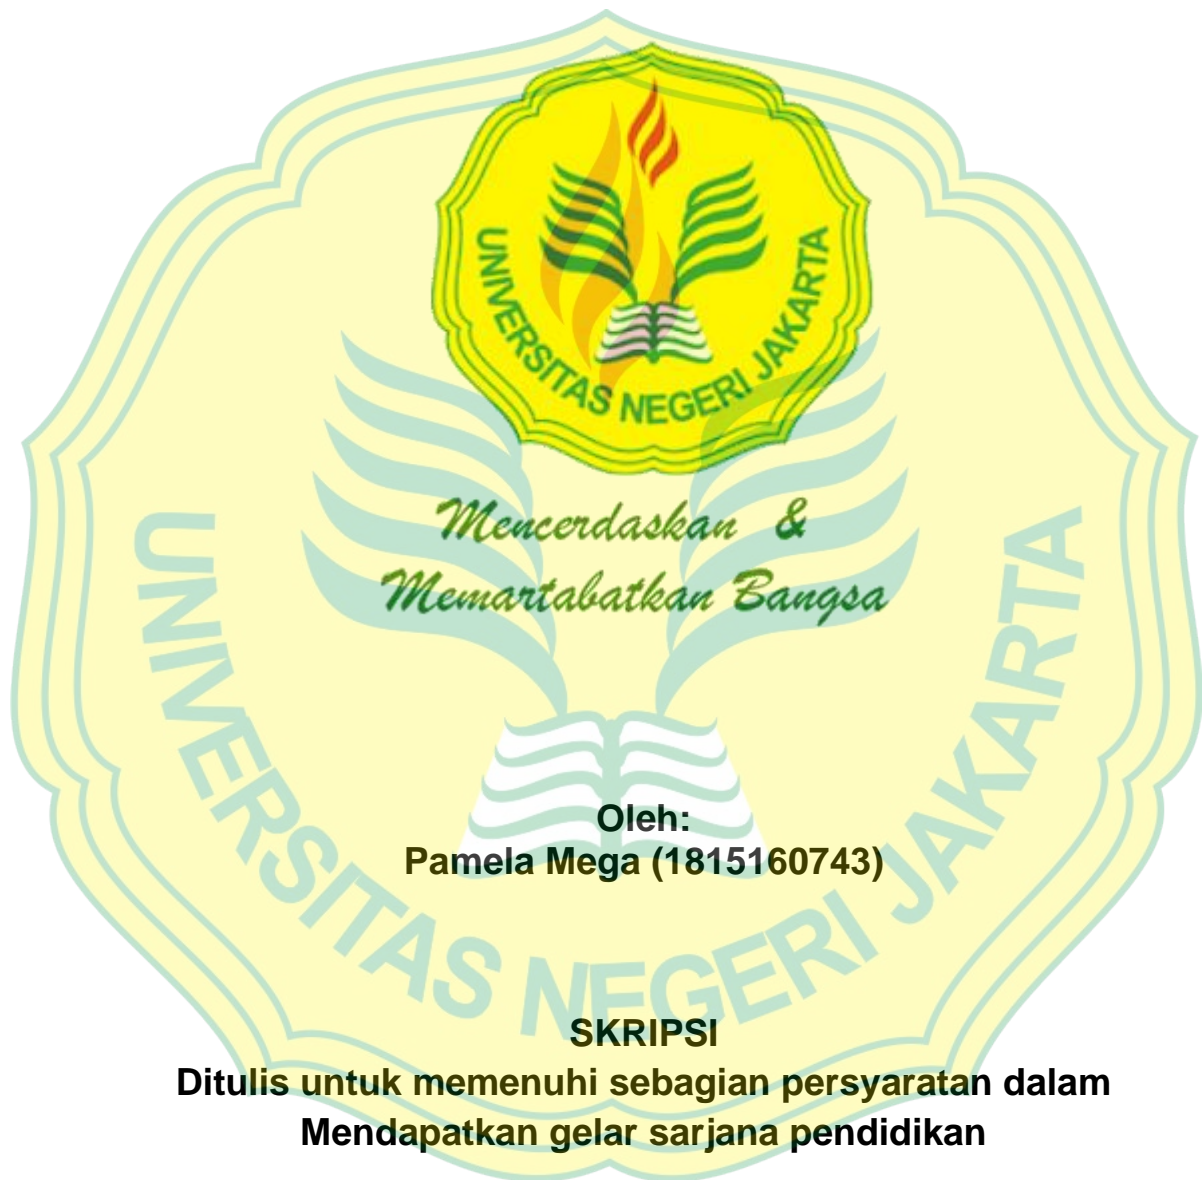 UNIVERSITAS NEGERI JAKARTA
Mencerdaskan &
Memartabatkan Bangsa
UNIVERSITAS NEGERI JAKARTA
Oleh:
Pamela Mega (1815160743)
SKRIPSI
Ditulis untuk memenuhi sebagian persyaratan dalam
Mendapatkan gelar sarjana pendidikan